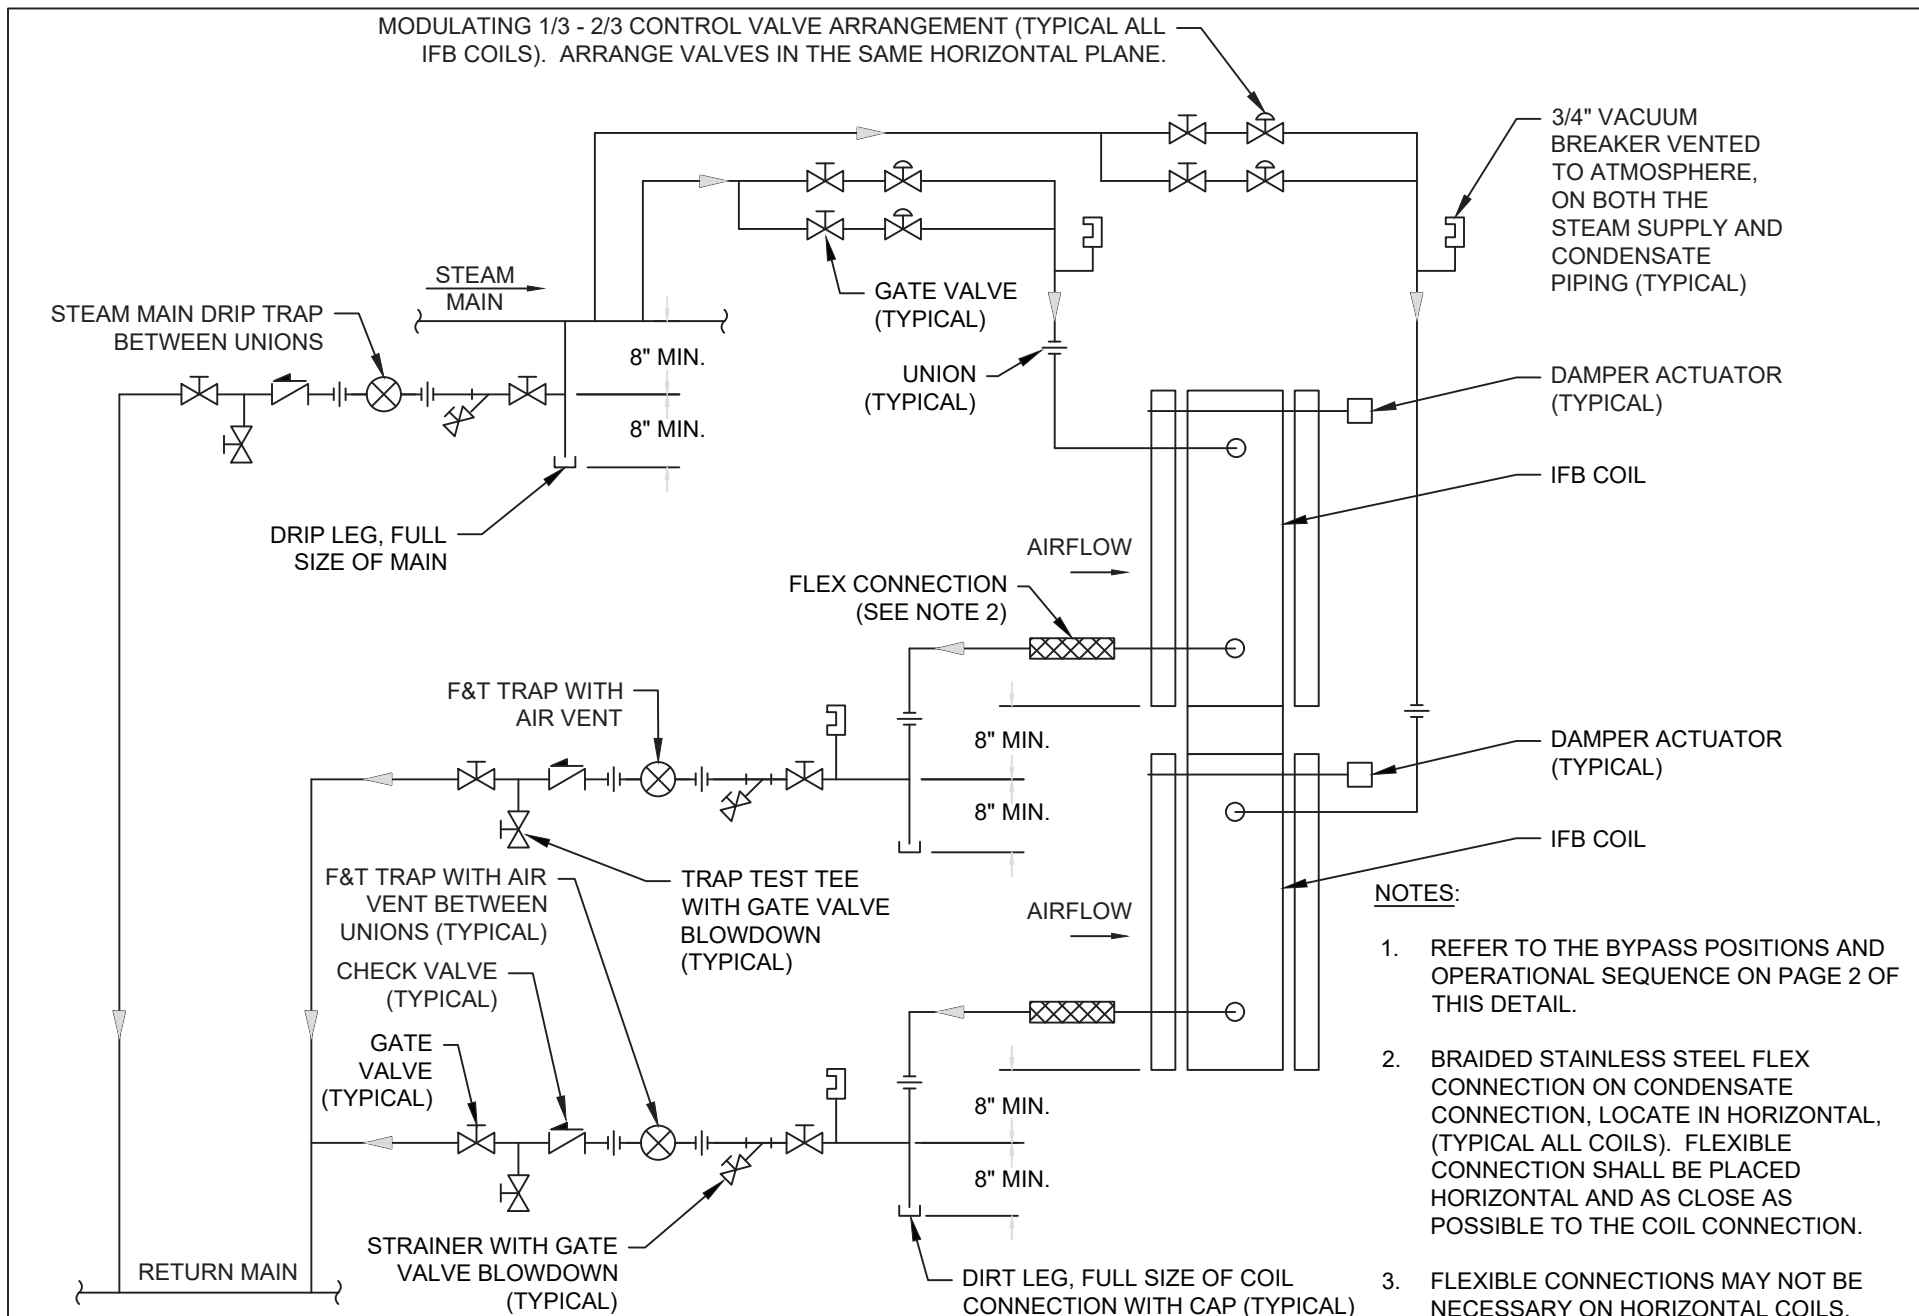 MODULATING 1/3 - 2/3 CONTROL VALVE ARRANGEMENT (TYPICAL ALL
IFB COILS).  ARRANGE VALVES IN THE SAME HORIZONTAL PLANE.
3/4" VACUUM
BREAKER VENTED
TO ATMOSPHERE,
ON BOTH THE
STEAM SUPPLY AND
CONDENSATE
PIPING (TYPICAL)
STEAM
MAIN
GATE VALVE
(TYPICAL)
STEAM MAIN DRIP TRAP
BETWEEN UNIONS
8" MIN.
8" MIN.
UNION
(TYPICAL)
DAMPER ACTUATOR
(TYPICAL)
IFB COIL
DRIP LEG, FULL
SIZE OF MAIN
AIRFLOW
FLEX CONNECTION
(SEE NOTE 2)
F&T TRAP WITH
AIR VENT
8" MIN.
8" MIN.
DAMPER ACTUATOR
(TYPICAL)
IFB COIL
F&T TRAP WITH AIR
VENT BETWEEN
UNIONS (TYPICAL)
TRAP TEST TEE
WITH GATE VALVE
BLOWDOWN
(TYPICAL)
AIRFLOW
CHECK VALVE
(TYPICAL)
GATE
VALVE
(TYPICAL)
8" MIN.
8" MIN.
STRAINER WITH GATE
VALVE BLOWDOWN
(TYPICAL)
DIRT LEG, FULL SIZE OF COIL
CONNECTION WITH CAP (TYPICAL)
RETURN MAIN
NOTES:
1. REFER TO THE BYPASS POSITIONS AND
OPERATIONAL SEQUENCE ON PAGE 2 OF
THIS DETAIL.
2. BRAIDED STAINLESS STEEL FLEX
CONNECTION ON CONDENSATE
CONNECTION, LOCATE IN HORIZONTAL,
(TYPICAL ALL COILS).  FLEXIBLE
CONNECTION SHALL BE PLACED
HORIZONTAL AND AS CLOSE AS
POSSIBLE TO THE COIL CONNECTION.
3. FLEXIBLE CONNECTIONS MAY NOT BE
NECESSARY ON HORIZONTAL COILS.